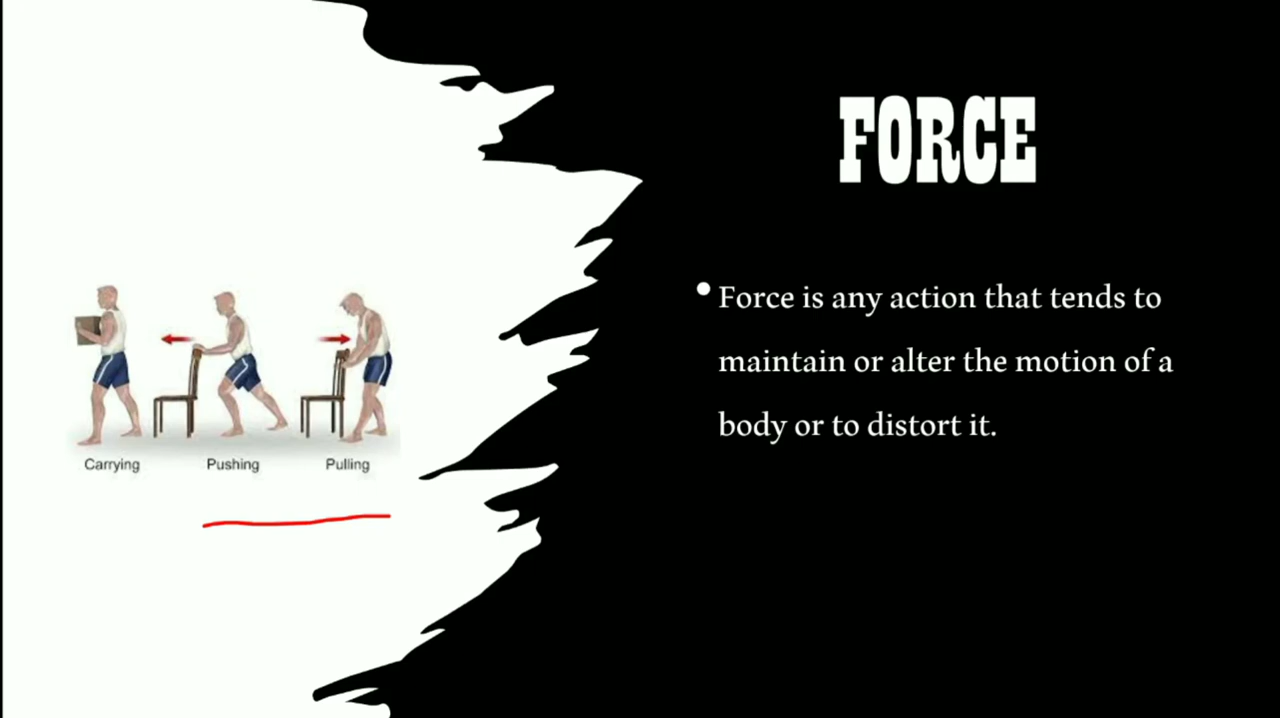 FORCE
• Force is any action that tends to
maintain or alter the motion of a
body or to distort it.
Carrying Pushing Pulling